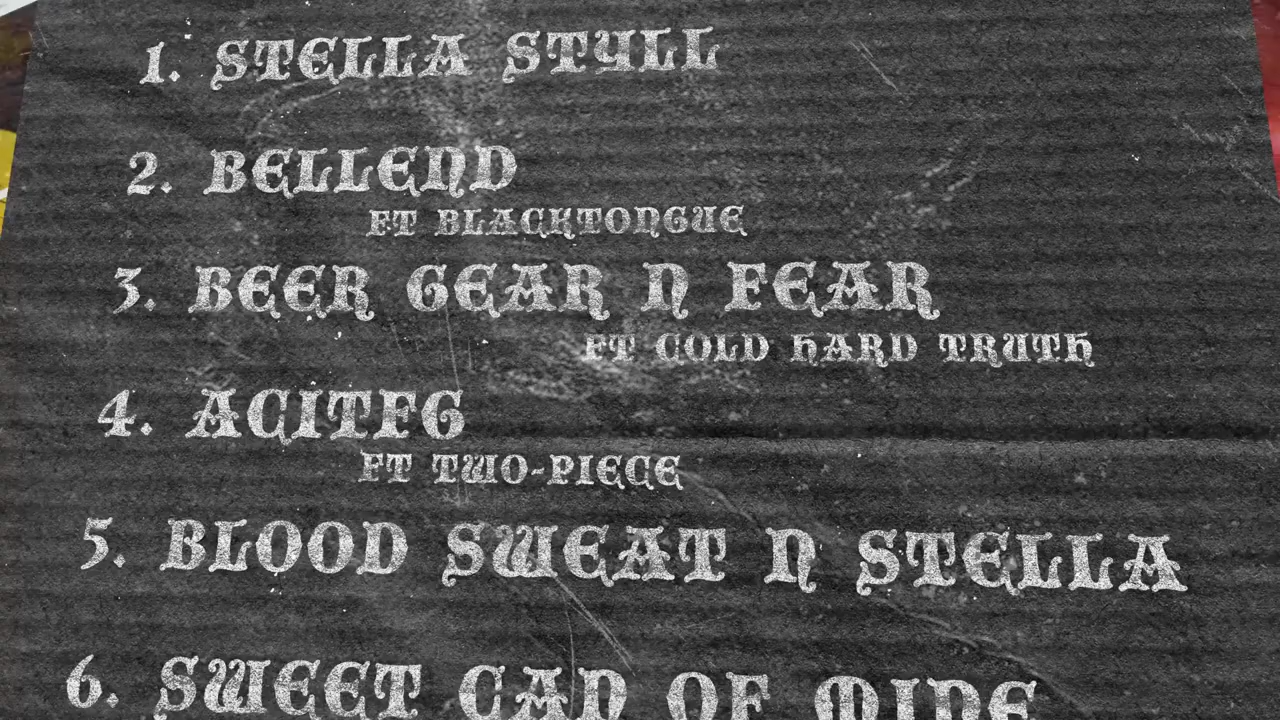 1. STELLA STYLL
2. BELLEND
FT BLACKTONGUE
3. BEER GEAR N FEAR
FT COLD HARD TRUTH
4. ACITFG
FT TWO-PIECE
5. BLOOD SWEAT N STELLA
6. SWEET CAN OF MINE